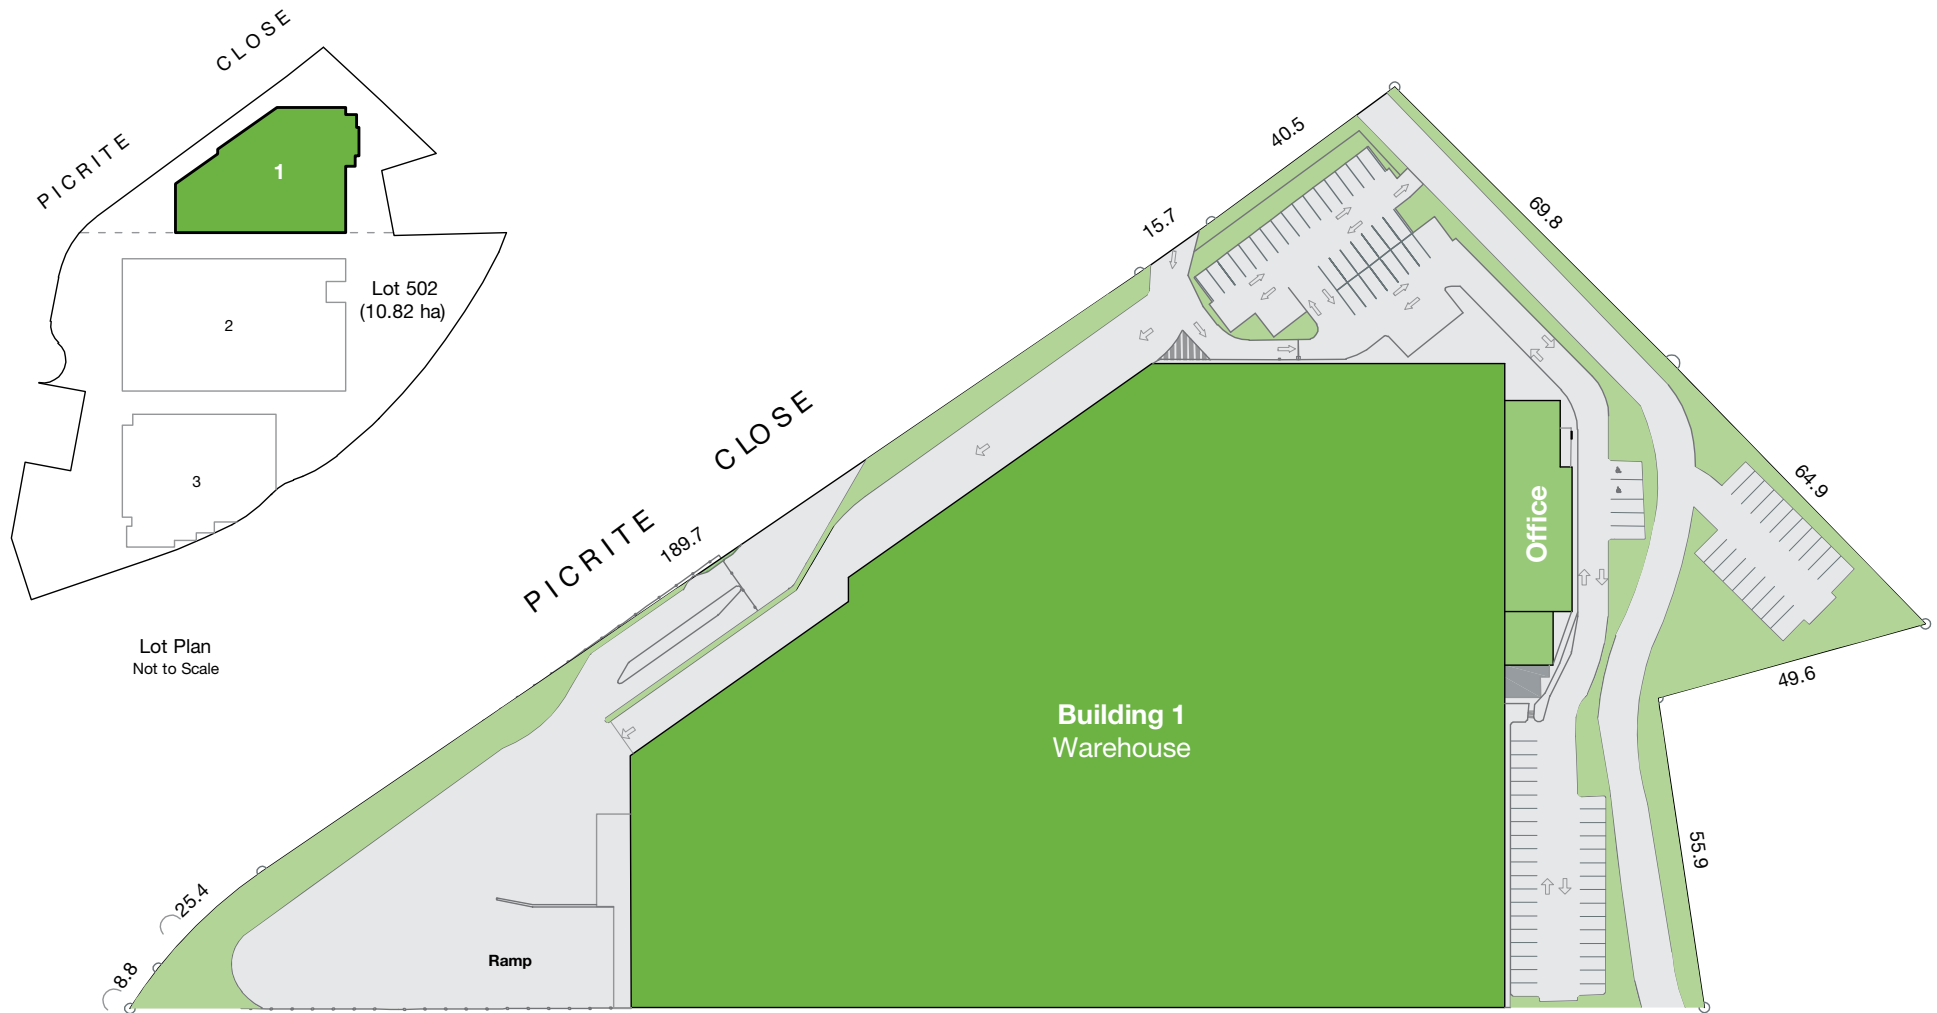 PICRITE CLOSE
1
Lot 502
(10.82 ha)
2
3
Lot Plan
Not to Scale
40.5
15.7
69.8
64.9
49.6
55.9
PICRITE CLOSE
189.7
25.4
8.8
Office
Building 1
Warehouse
Ramp